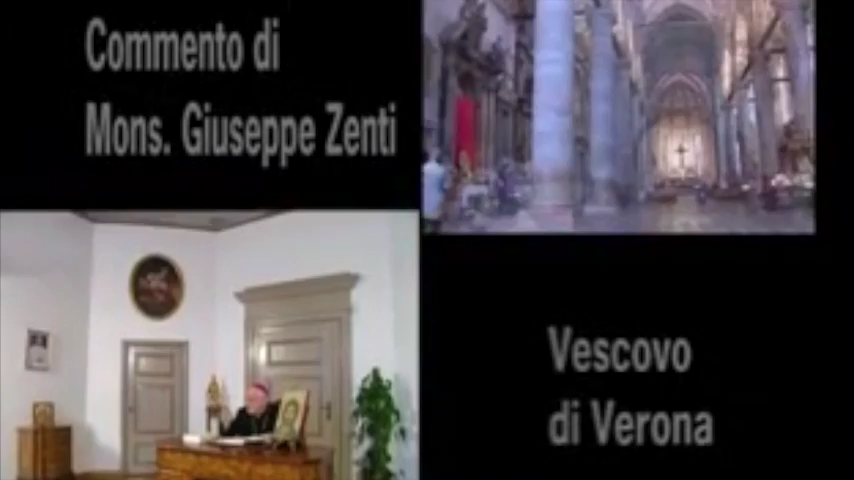 Commento di
Mons. Giuseppe Zenti
Vescovo
di Verona